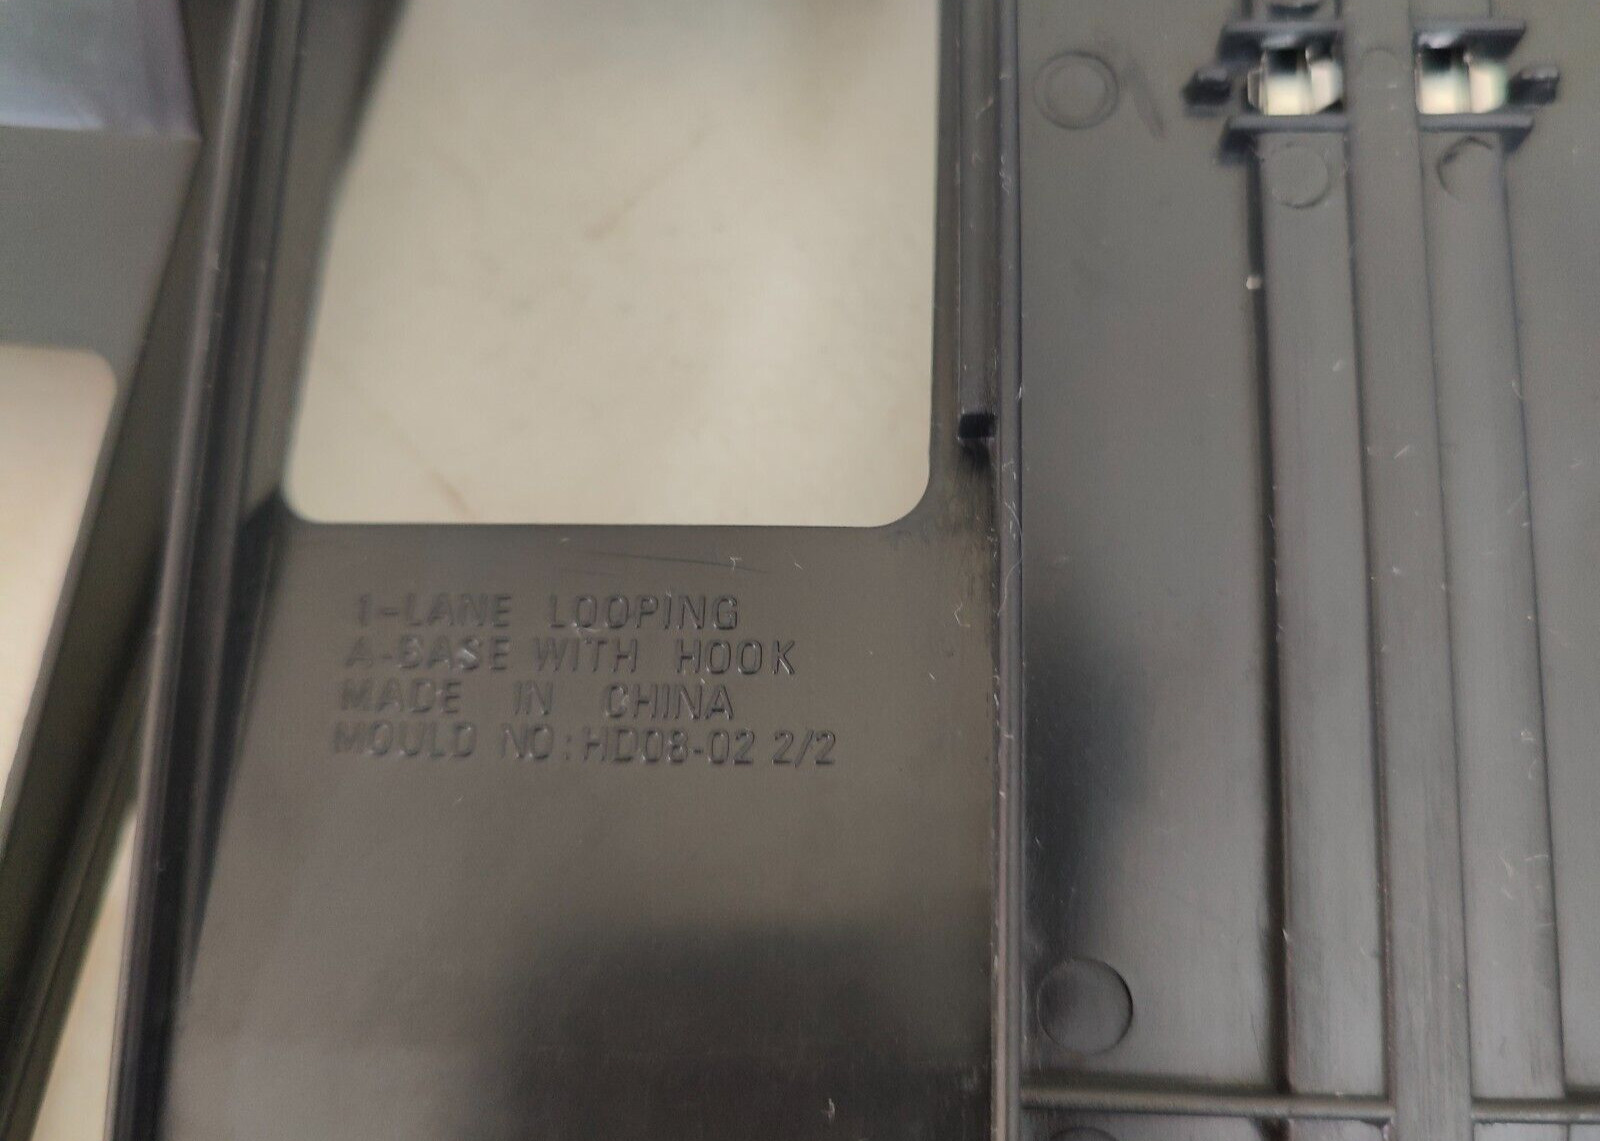 1-LANE LOOPING
A-BASE WITH HOOK
MADE IN CHINA
MOULD NO:HD08-02 2/2